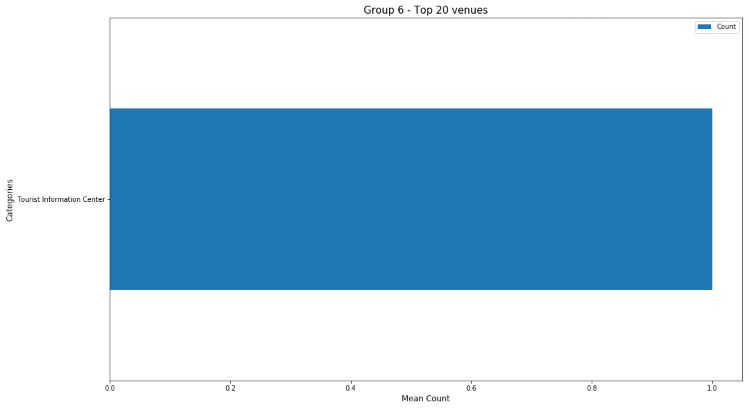 Group 6 - Top 20 venues
Count
Categories
Tourist Information Center
0.0 0.2 0.4 0.6 0.8 1.0
Mean Count